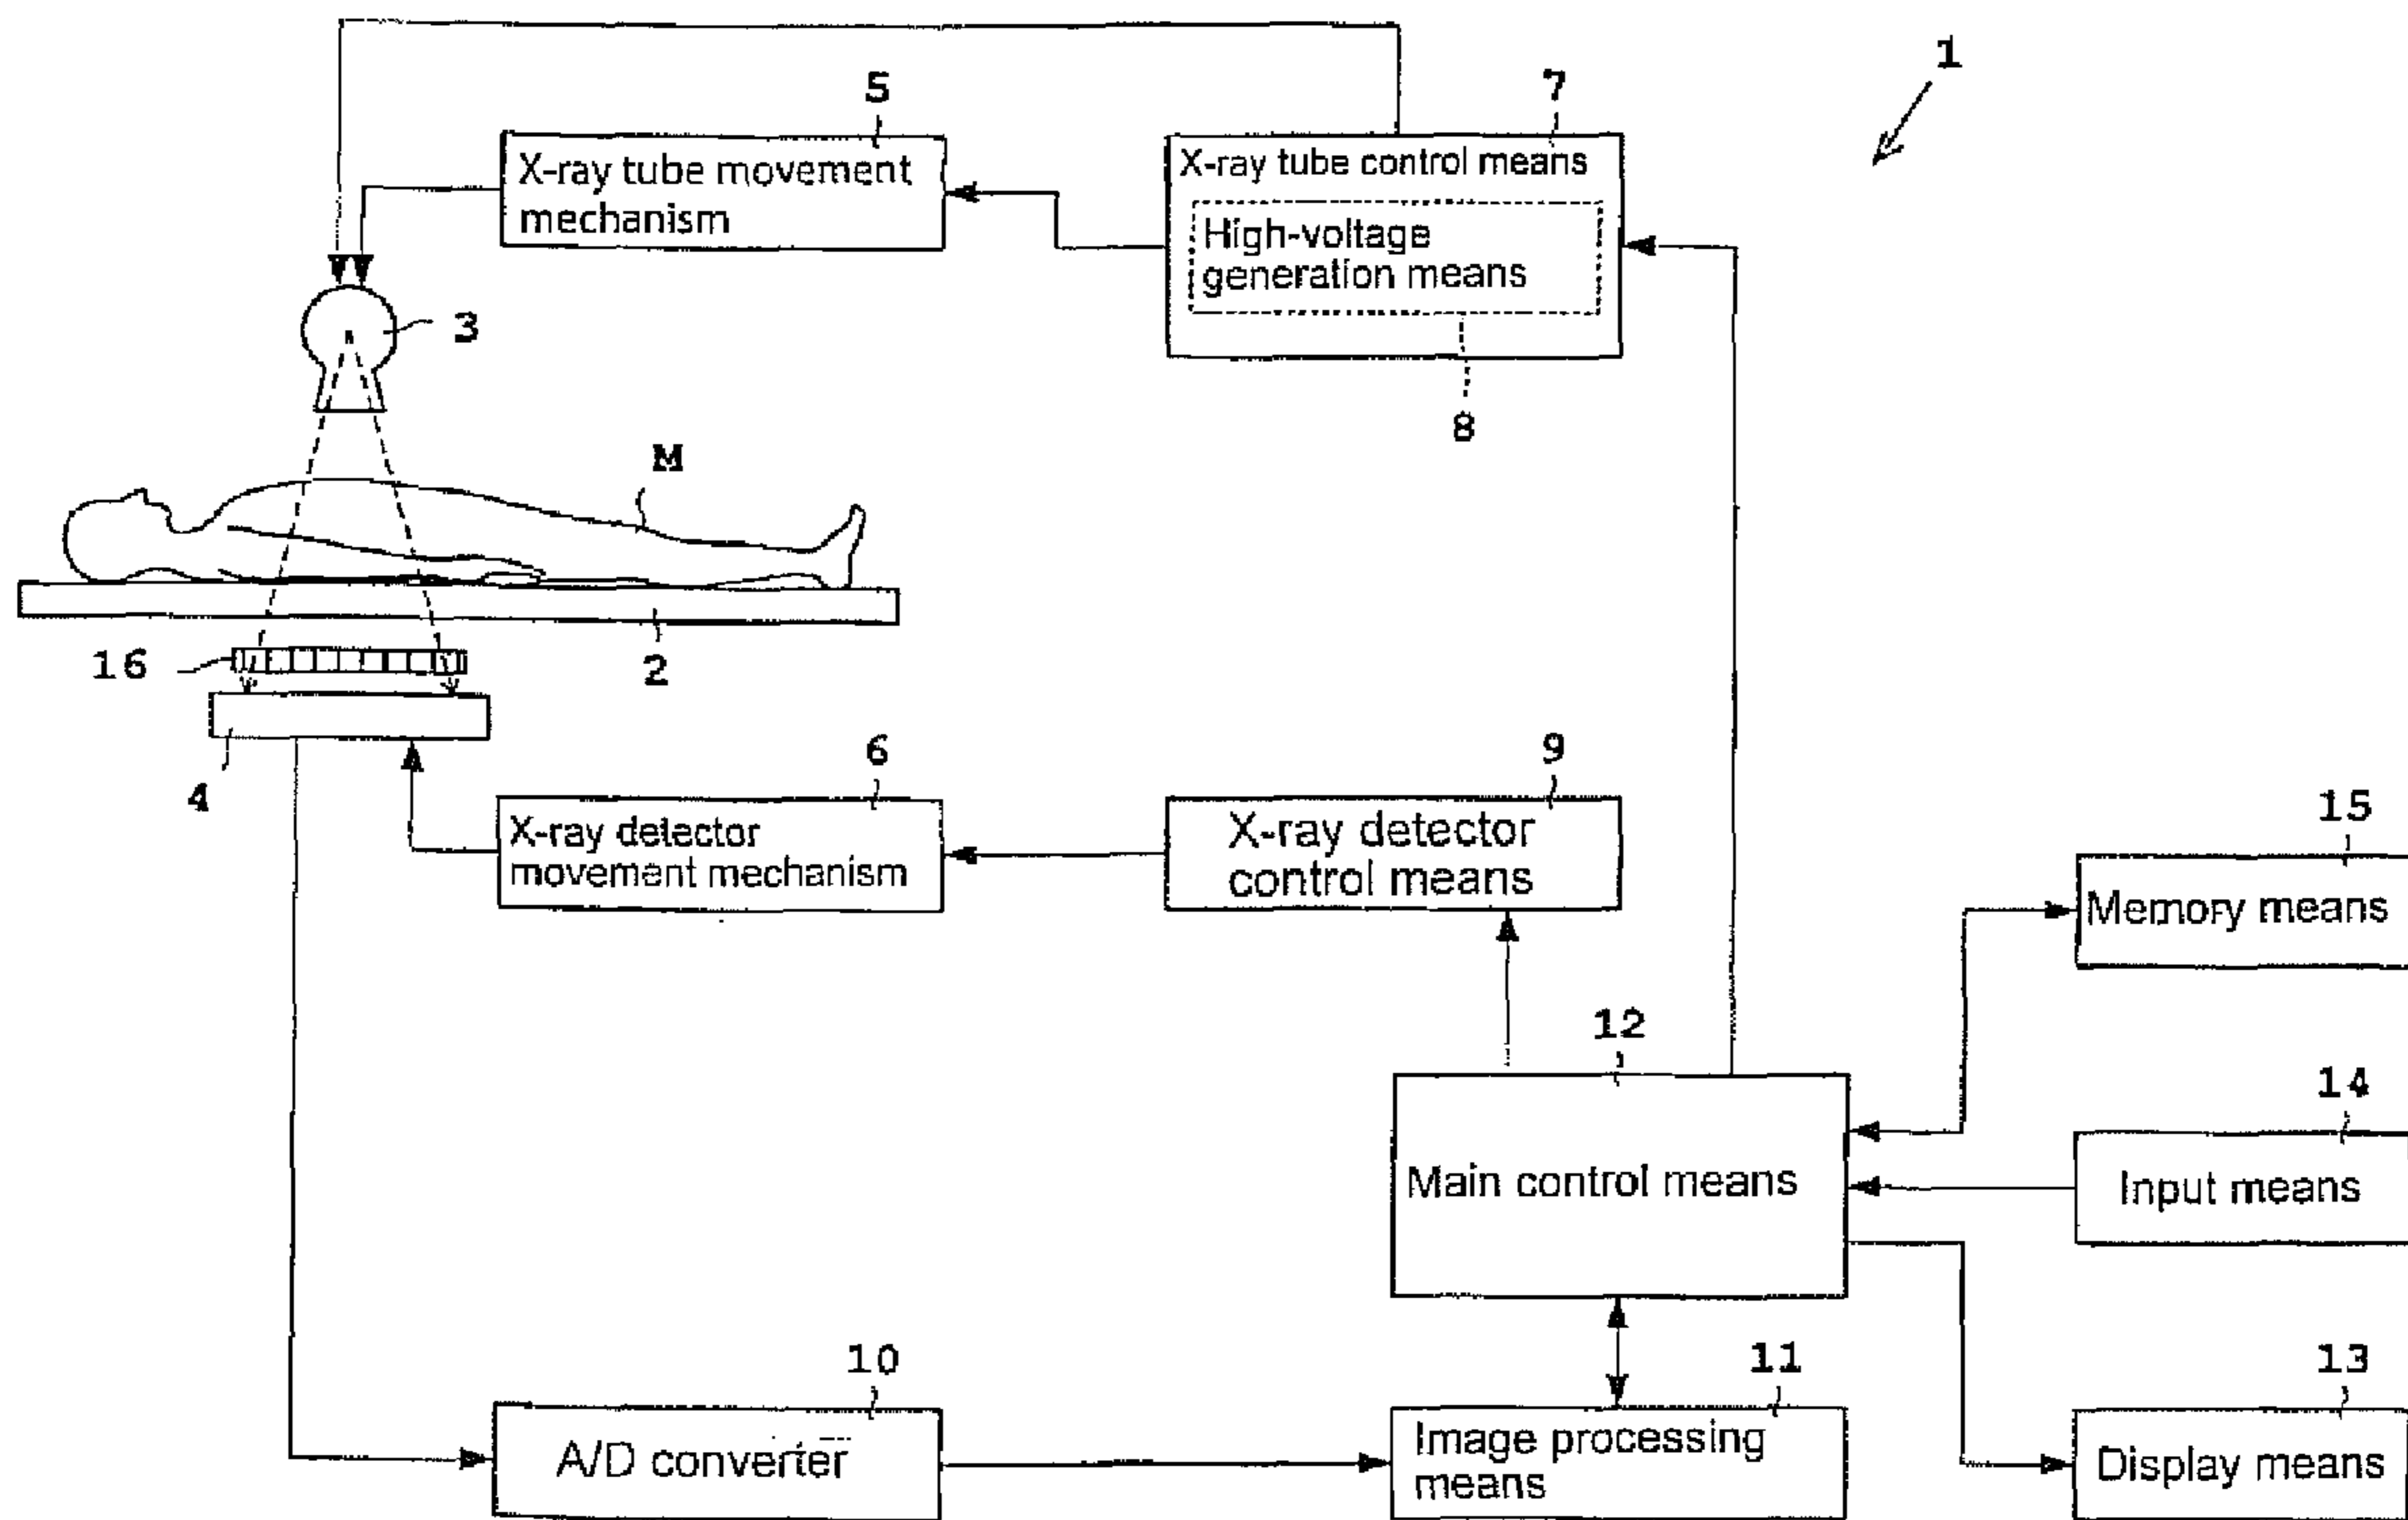 1
5
7
X-ray tube movement
mechanism
X-ray tube control means
High-voltage
generation means
3
8
M
16
2
4
6
9
X-ray detector
movement mechanism
X-ray detector
control means
15
Memory means
12
14
Main control means
Input means
10
11
13
A/D converter
Image processing
means
Display means